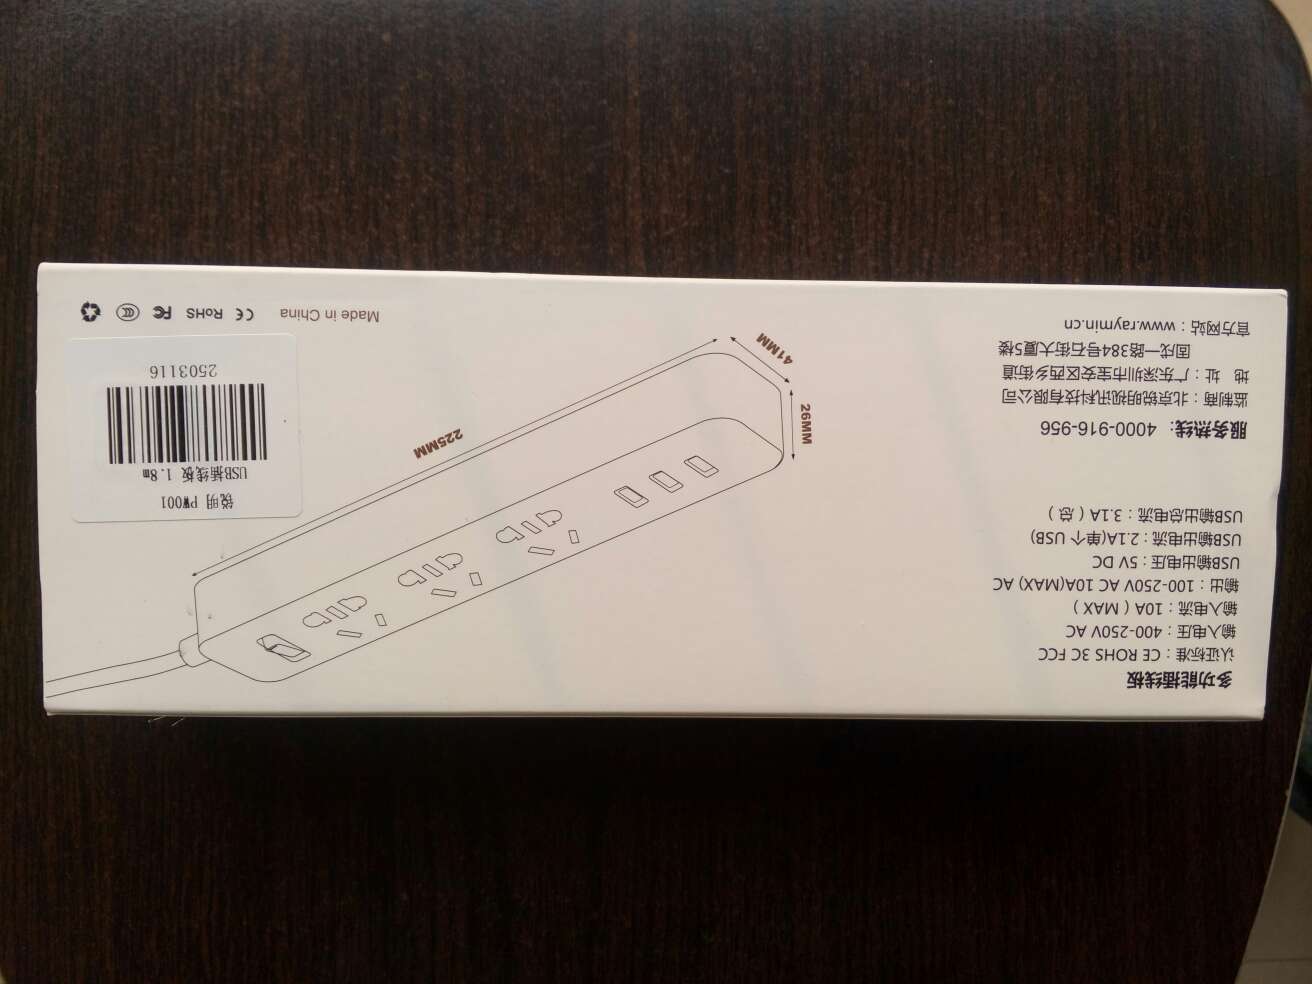 多功能插线板
认证标准：CE ROHS 3C FCC
输入电压：400-250V AC
输入电流：10A（MAX）
输出：100-250V AC 10A(MAX) AC
USB输出电压：5V DC
USB输出电流：2.1A(单个 USB)
USB输出总电流：3.1A（总）
服务热线：4000-916-956
监制商：北京锐明视讯科技有限公司
地 址：广东深圳市宝安区西乡街道
固戍一路384号石街大厦5楼
官方网站：www.raymin.cn
26MM
41MM
225MM
锐明 PW001
USB插线板 1.8m
2503116
Made in China
CE RoHS FC CCC